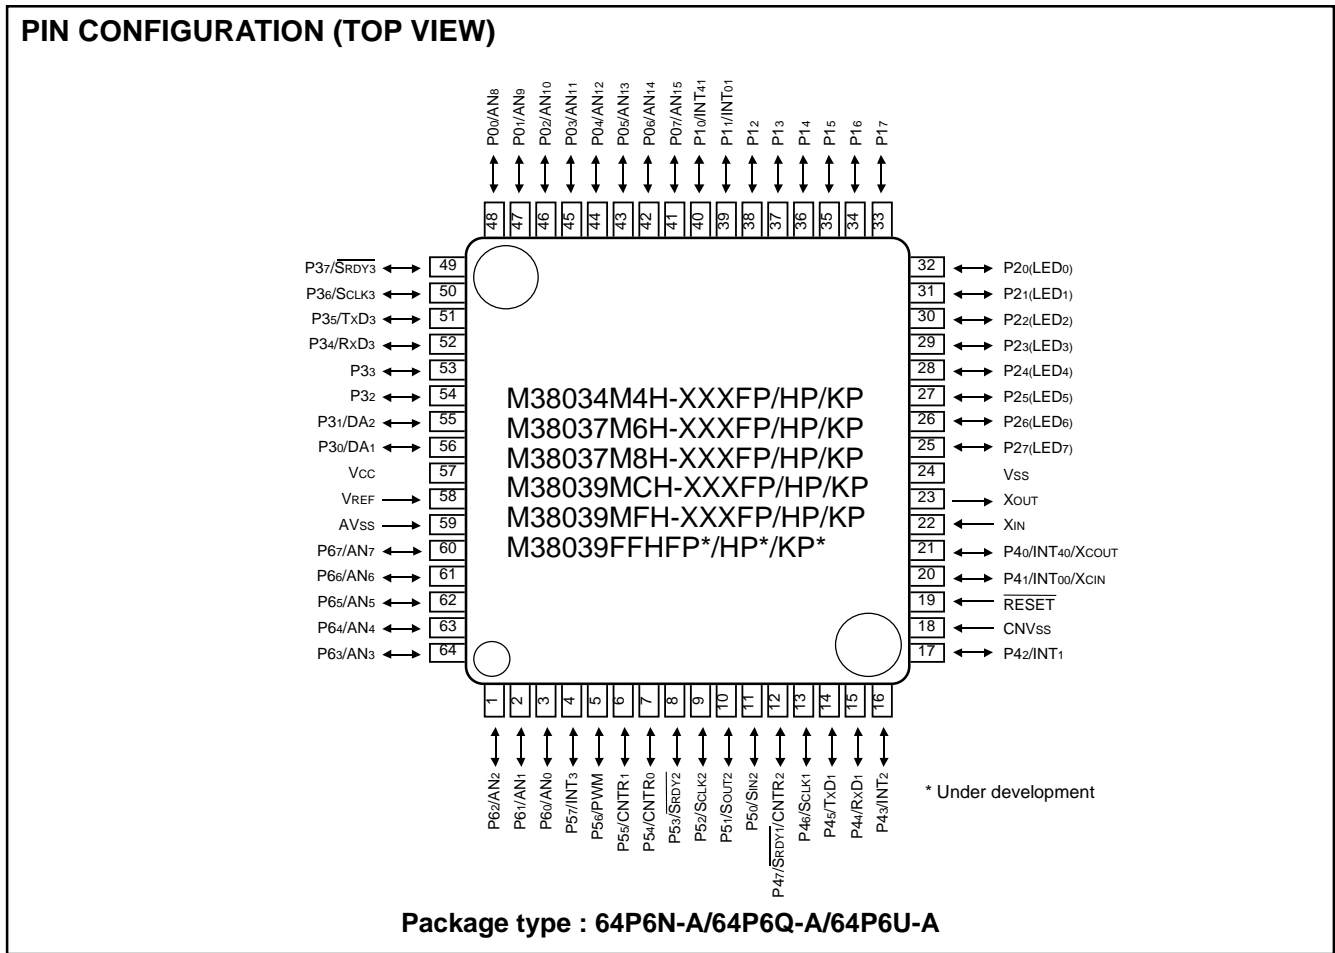 PIN CONFIGURATION (TOP VIEW)
P00/AN8
P01/AN9
P02/AN10
P03/AN11
P04/AN12
P05/AN13
P06/AN14
P07/AN15
P10/INT41
P11/INT01
P12
P13
P14
P15
P16
P17
48
47
46
45
44
43
42
41
40
39
38
37
36
35
34
33
P37/SRDY3 49
P36/SCLK3 50
P35/TXD3 51
P34/RXD3 52
P33 53
P32 54
P31/DA2 55
P30/DA1 56
VCC 57
VREF 58
AVSS 59
P67/AN7 60
P66/AN6 61
P65/AN5 62
P64/AN4 63
P63/AN3 64
M38034M4H-XXXFP/HP/KP
M38037M6H-XXXFP/HP/KP
M38037M8H-XXXFP/HP/KP
M38039MCH-XXXFP/HP/KP
M38039MFH-XXXFP/HP/KP
M38039FFHFP*/HP*/KP*
32 P20(LED0)
31 P21(LED1)
30 P22(LED2)
29 P23(LED3)
28 P24(LED4)
27 P25(LED5)
26 P26(LED6)
25 P27(LED7)
24 VSS
23 XOUT
22 XIN
21 P40/INT40/XCOUT
20 P41/INT00/XCIN
19 RESET
18 CNVSS
17 P42/INT1
1
2
3
4
5
6
7
8
9
10
11
12
13
14
15
16
P62/AN2
P61/AN1
P60/AN0
P57/INT3
P56/PWM
P55/CNTR1
P54/CNTR0
P53/SRDY2
P52/SCLK2
P51/SOUT2
P50/SIN2
P47/SRDY1/CNTR2
P46/SCLK1
P45/TXD1
P44/RXD1
P43/INT2
* Under development
Package type : 64P6N-A/64P6Q-A/64P6U-A